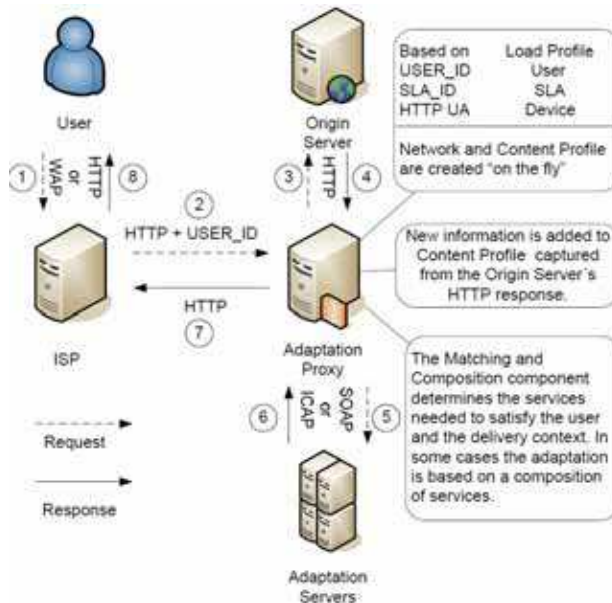 Based on Load Profile
USER_ID User
SLA_ID SLA
HTTP UA Device
Network and Content Profile
are created "on the fly"
User
Origin
Server
1
WAP
or
HTTP
8
3
HTTP
4
2
HTTP + USER_ID
New information is added to
Content Profile captured
from the Origin Server´s
HTTP response.
HTTP
7
ISP
Adaptation
Proxy
The Matching and
Composition component
determines the services
needed to satisfy the user
and the delivery context. In
some cases the adaptation
is based on a composition
of services.
6
ICAP
or
SOAP
5
Request
Response
Adaptation
Servers